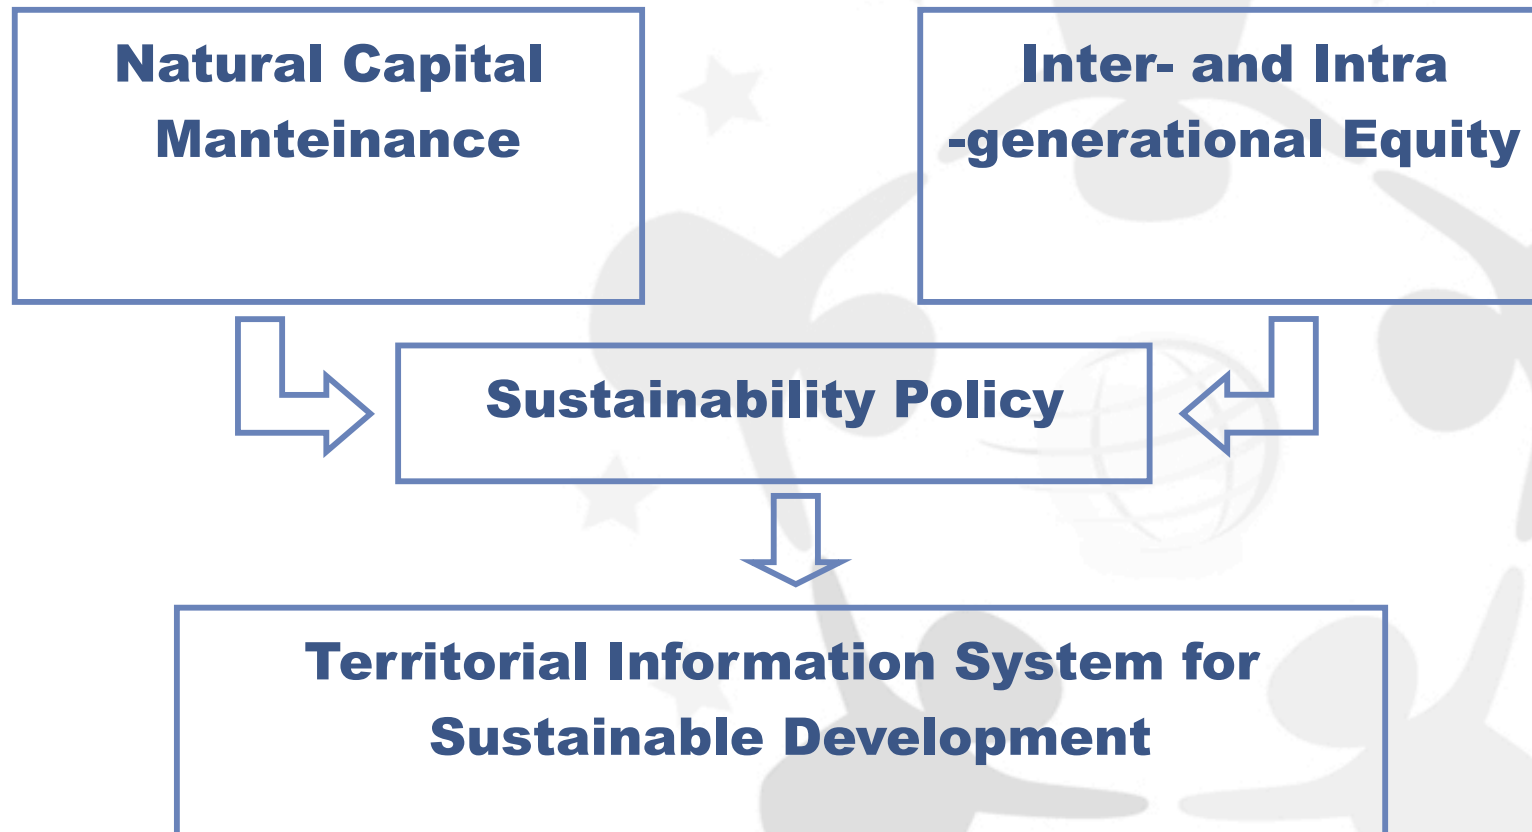 Natural Capital
Manteinance
Inter- and Intra
-generational Equity
Sustainability Policy
Territorial Information System for
Sustainable Development